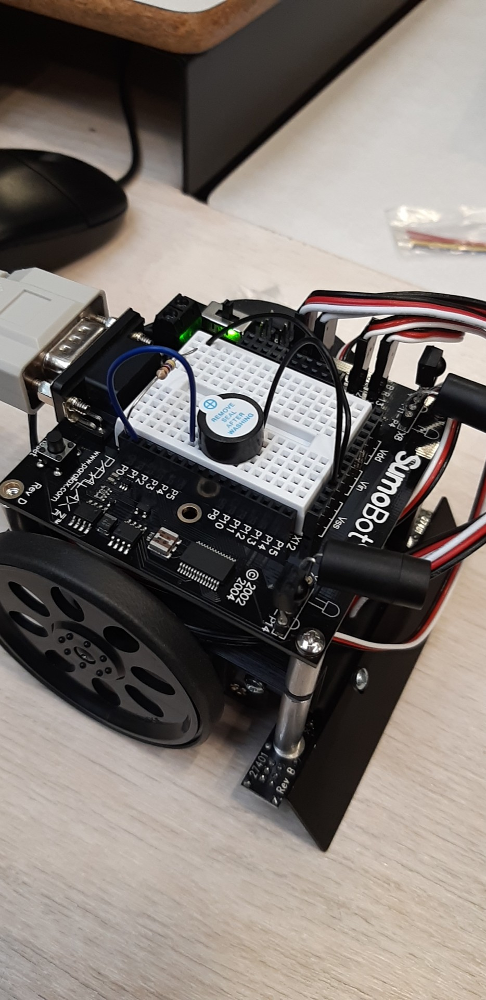 REMOVE
SEAL
AFTER
WASHING
Reset
www.parallax.com
PARALLAX
Rev D
P0
P1
P2
P3
P4
P5
P9
P10
P11
P12
P13
P14
P15
X12
Vdd
Vin
Vss
SumoBot
X8
© 2002
2004
27401
Rev B